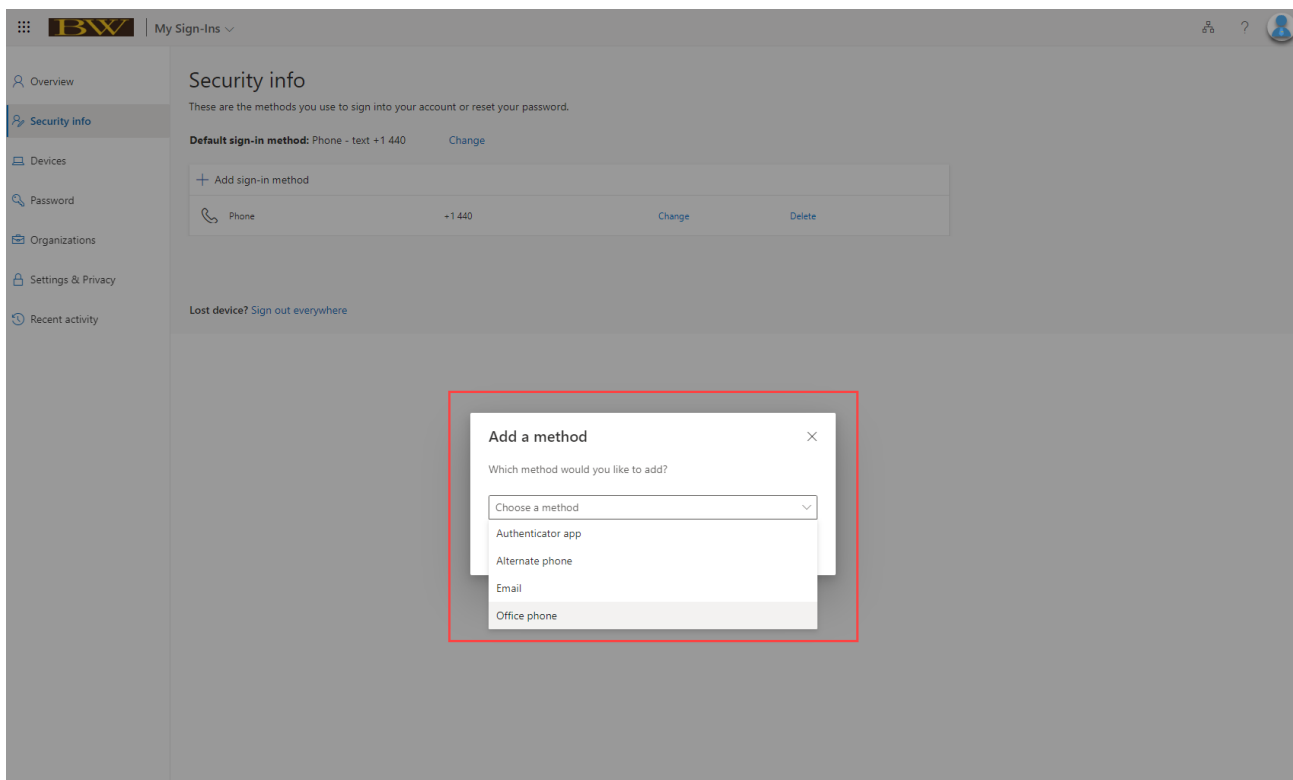 BW My Sign-Ins
?
Overview
Security info
Devices
Password
Organizations
Settings & Privacy
Recent activity
Security info
These are the methods you use to sign into your account or reset your password.
Default sign-in method: Phone - text +1 440 Change
Add sign-in method
Phone +1 440 Change Delete
Lost device? Sign out everywhere
Add a method
Which method would you like to add?
Choose a method
Authenticator app
Alternate phone
Email
Office phone